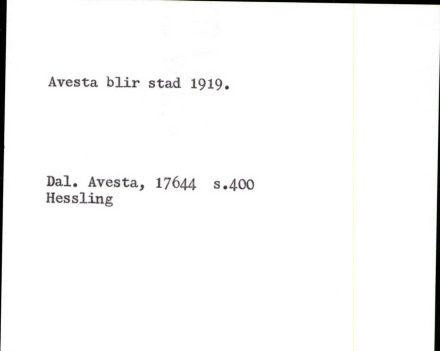 Avesta blir stad 1919.
Dal. Avesta, 17644 s.400
Hessling